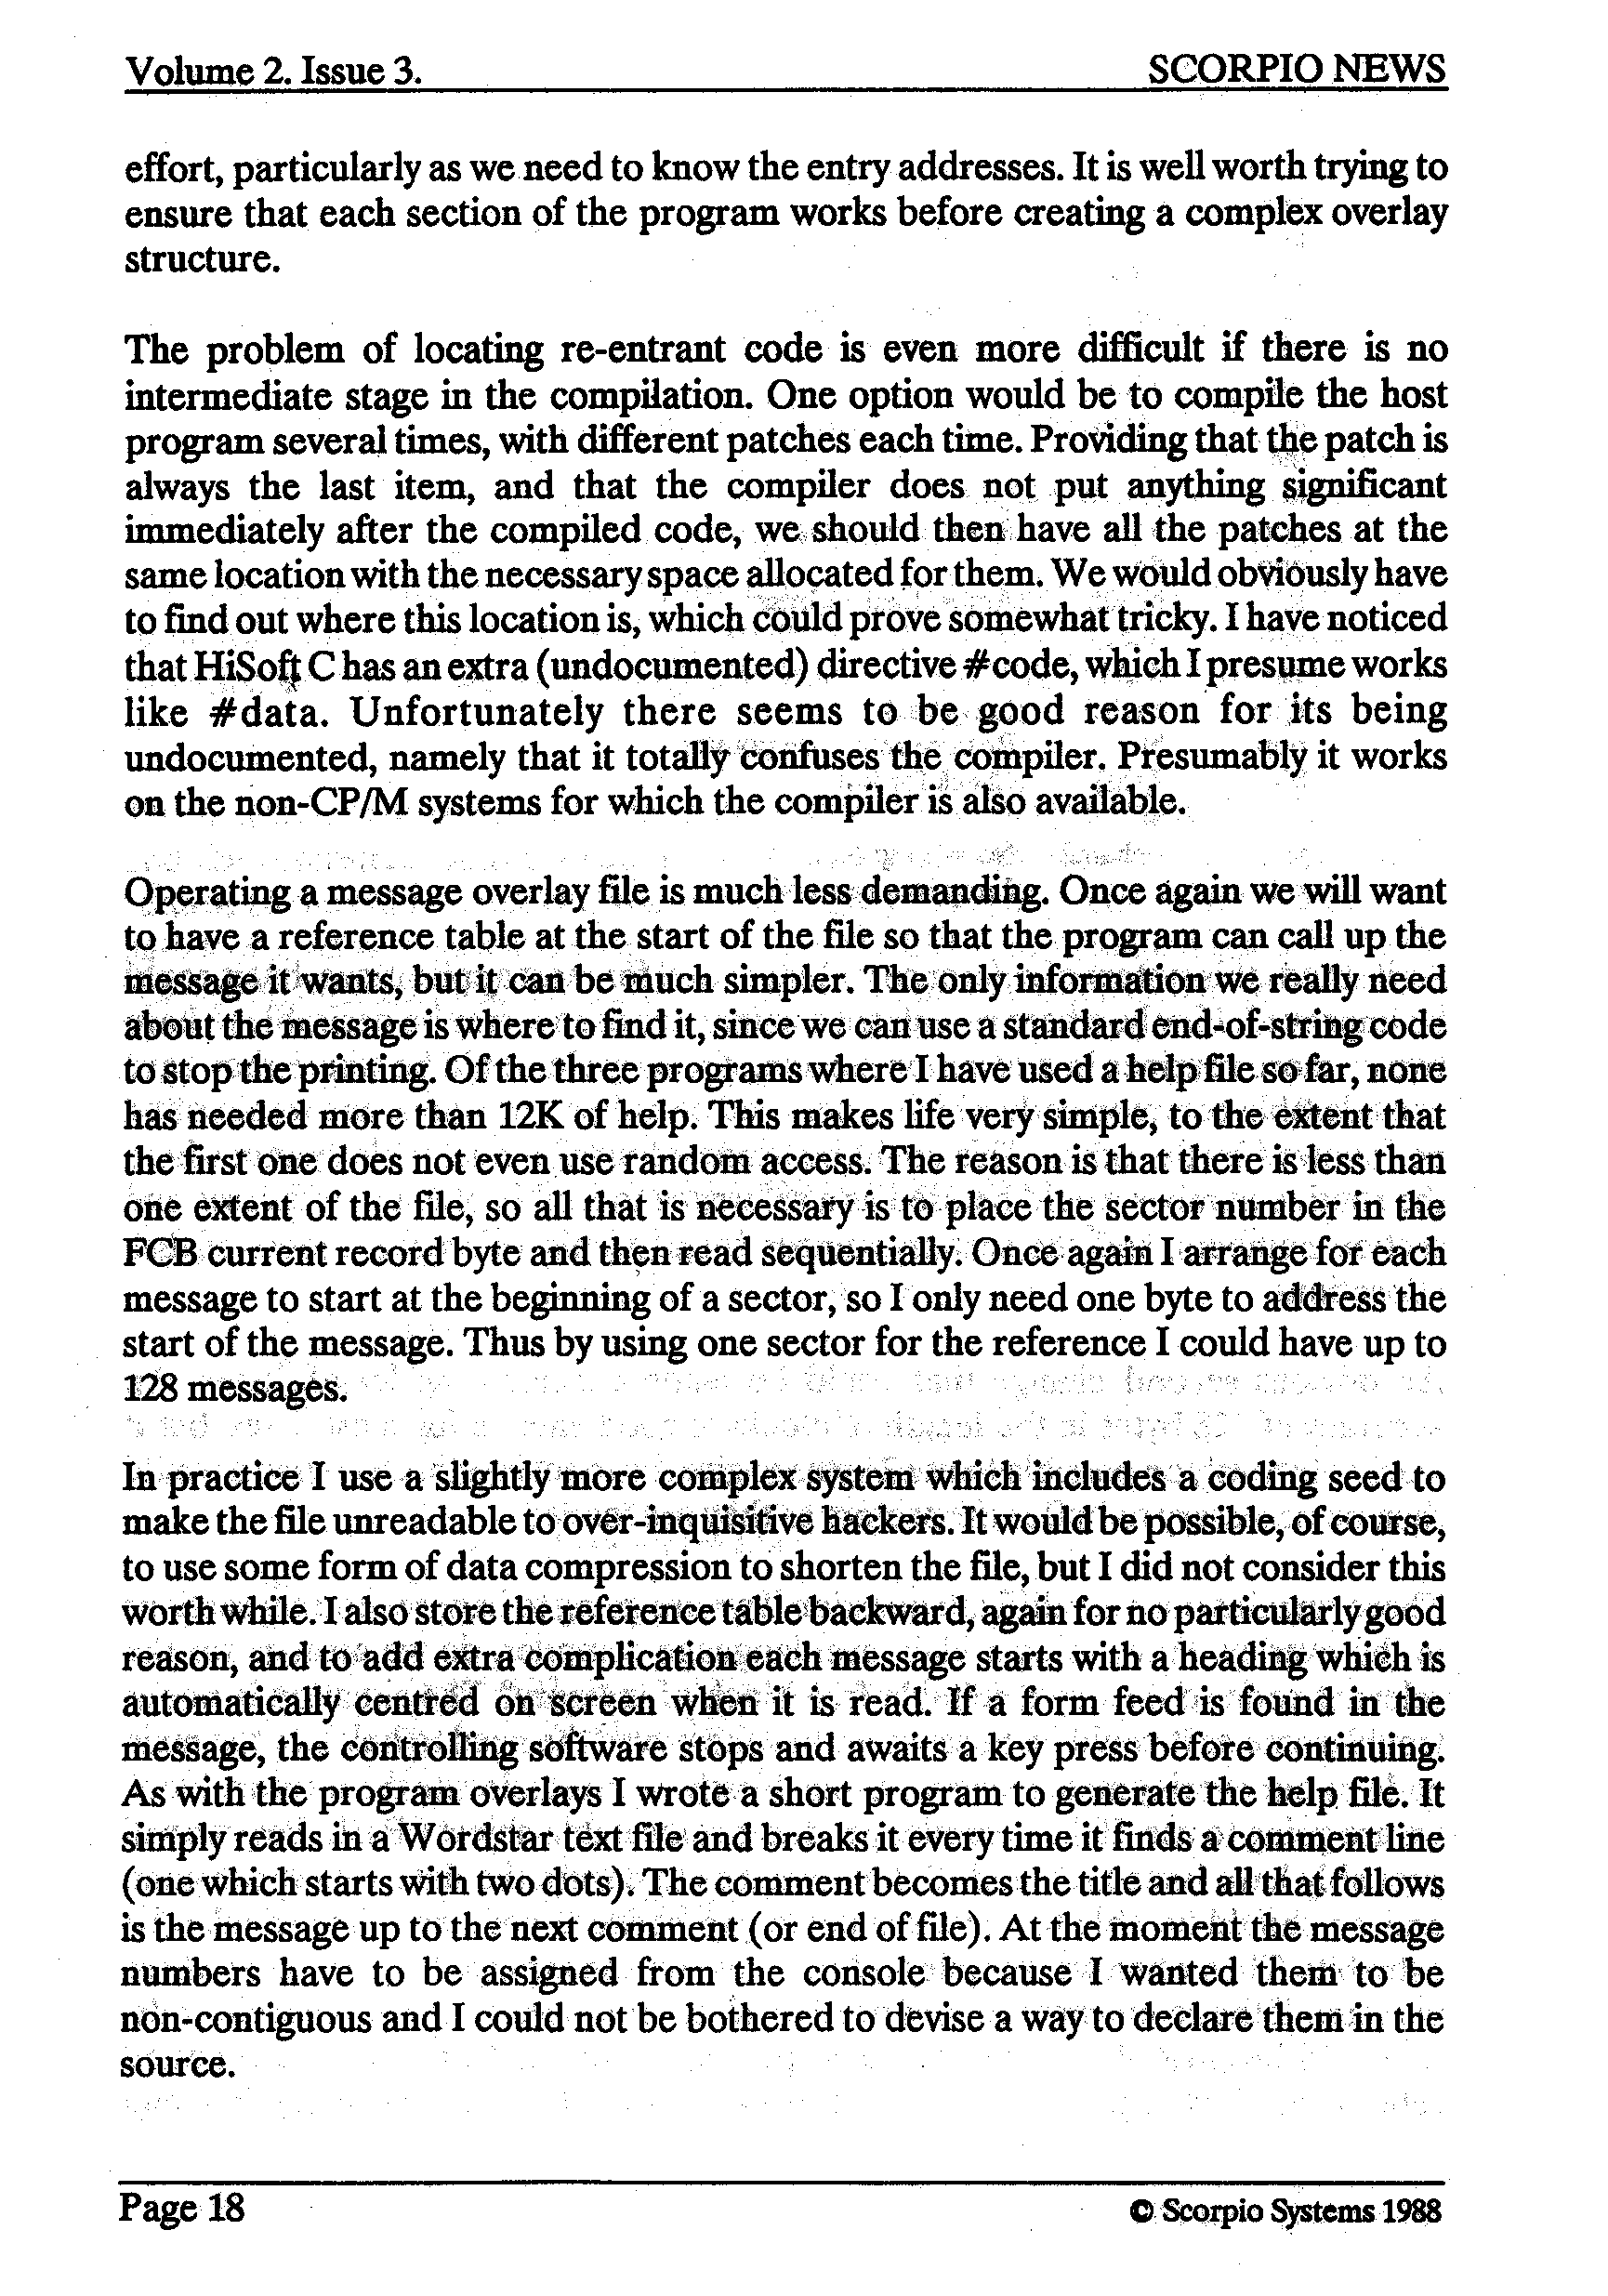 Volume 2. Issue 3. SCORPIO NEWS
effort, particularly as we need to know the entry addresses. It is well worth trying to
ensure that each section of the program works before creating a complex overlay
structure.
The problem of locating re-entrant code is even more difficult if there is no
intermediate stage in the compilation. One option would be to compile the host
program several times, with different patches each time. Providing that the patch is
always the last item, and that the compiler does not put anything significant
immediately after the compiled code, we should then have all the patches at the
same location with the necessary space allocated for them. We would obviously have
to find out where this location is, which could prove somewhat tricky. I have noticed
that HiSoft C has an extra (undocumented) directive #code, which I presume works
like #data. Unfortunately there seems to be good reason for its being
undocumented, namely that it totally confuses the compiler. Presumably it works
on the non-CP/M systems for which the compiler is also available.
Operating a message overlay file is much less demanding. Once again we will want
to have a reference table at the start of the file so that the program can call up the
message it wants, but it can be much simpler. The only information we really need
about the message is where to find it, since we can use a standard end-of-string code
to stop the printing. Of the three programs where I have used a help file so far, none
has needed more than 12K of help. This makes life very simple, to the extent that
the first one does not even use random access. The reason is that there is less than
one extent of the file, so all that is necessary is to place the sector number in the
FCB current record byte and then read sequentially. Once again I arrange for each
message to start at the beginning of a sector, so I only need one byte to address the
start of the message. Thus by using one sector for the reference I could have up to
128 messages.
In practice I use a slightly more complex system which includes a coding seed to
make the file unreadable to over-inquisitive hackers. It would be possible, of course,
to use some form of data compression to shorten the file, but I did not consider this
worth while. I also store the reference table backward, again for no particularly good
reason, and to add extra complication each message starts with a heading which is
automatically centred on screen when it is read. If a form feed is found in the
message, the controlling software stops and awaits a key press before continuing.
As with the program overlays I wrote a short program to generate the help file. It
simply reads in a Wordstar text file and breaks it every time it finds a comment line
(one which starts with two dots). The comment becomes the title and all that follows
is the message up to the next comment (or end of file). At the moment the message
numbers have to be assigned from the console because I wanted them to be
non-contiguous and I could not be bothered to devise a way to declare them in the
source.
Page 18 © Scorpio Systems 1988